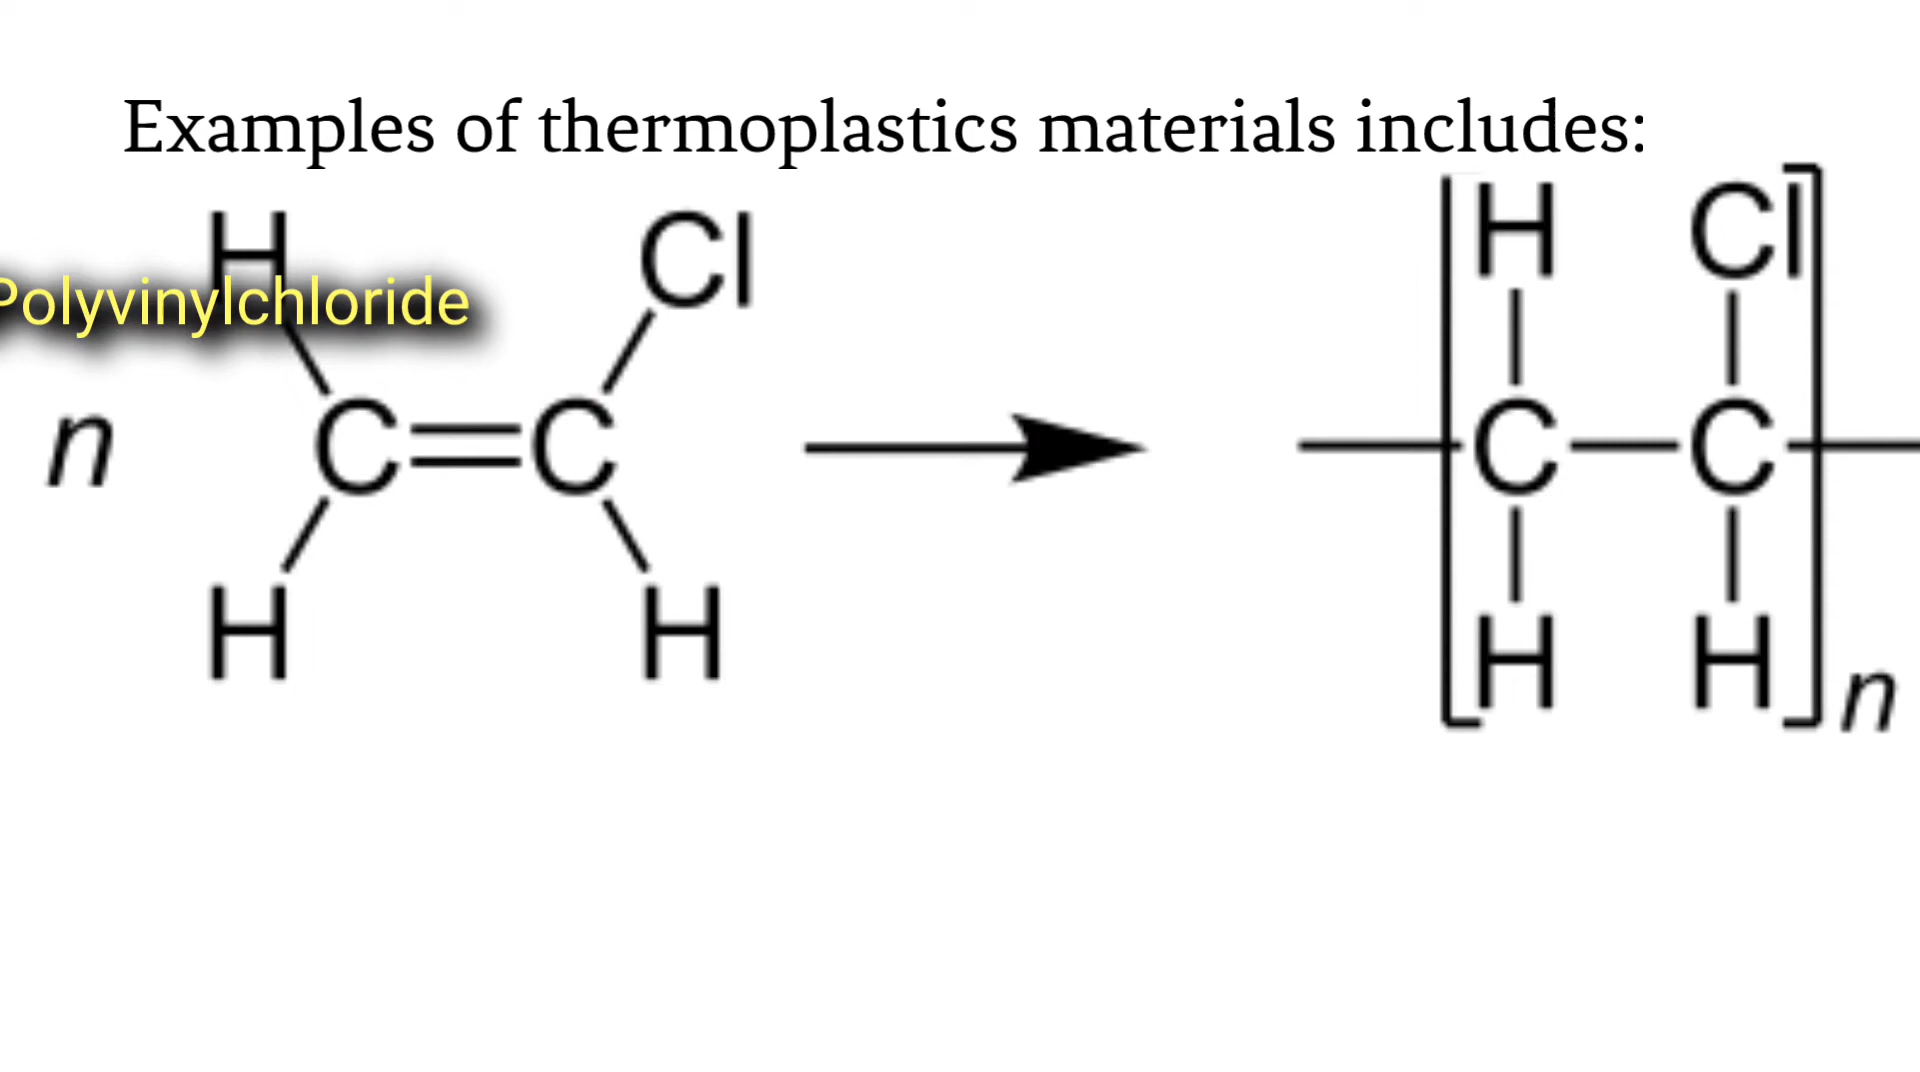 Examples of thermoplastics materials includes:
H Cl H Cl
Polyvinylchloride
n C C C C
H H H H
n